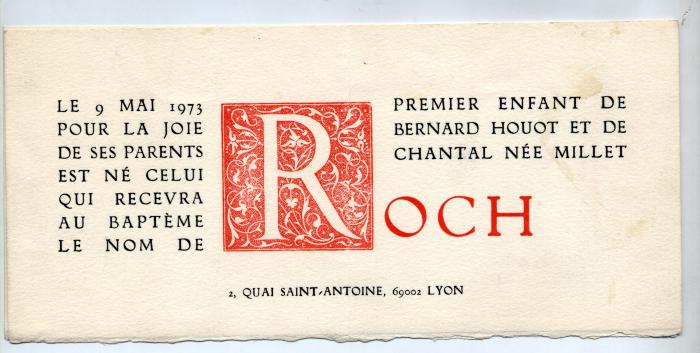 LE 9 MAI 1973
POUR LA JOIE
DE SES PARENTS
EST NÉ CELUI
QUI RECEVRA
AU BAPTÈME
LE NOM DE
ROCH
PREMIER ENFANT DE
BERNARD HOUOT ET DE
CHANTAL NÉE MILLET
2, QUAI SAINT-ANTOINE, 69002 LYON